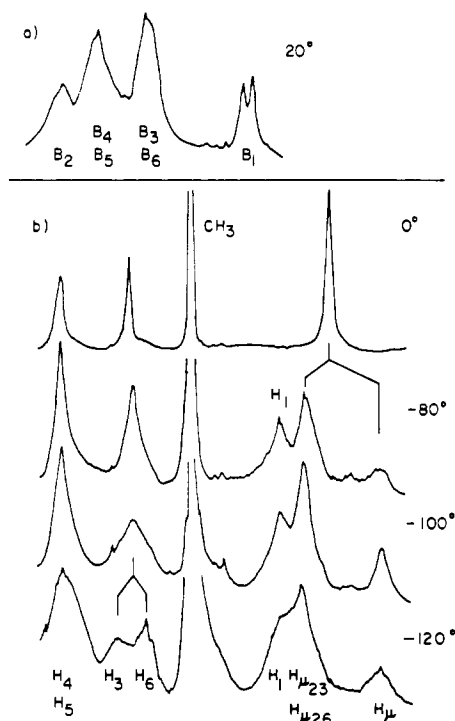 a)
20°
B₄ B₃
B₂ B₅ B₆ B₁
b)
CH₃
0°
H₁
-80°
-100°
-120°
H₄ H₃ H₆ H₁ Hμ₂₃ Hμ
H₅ Hμ₂₆